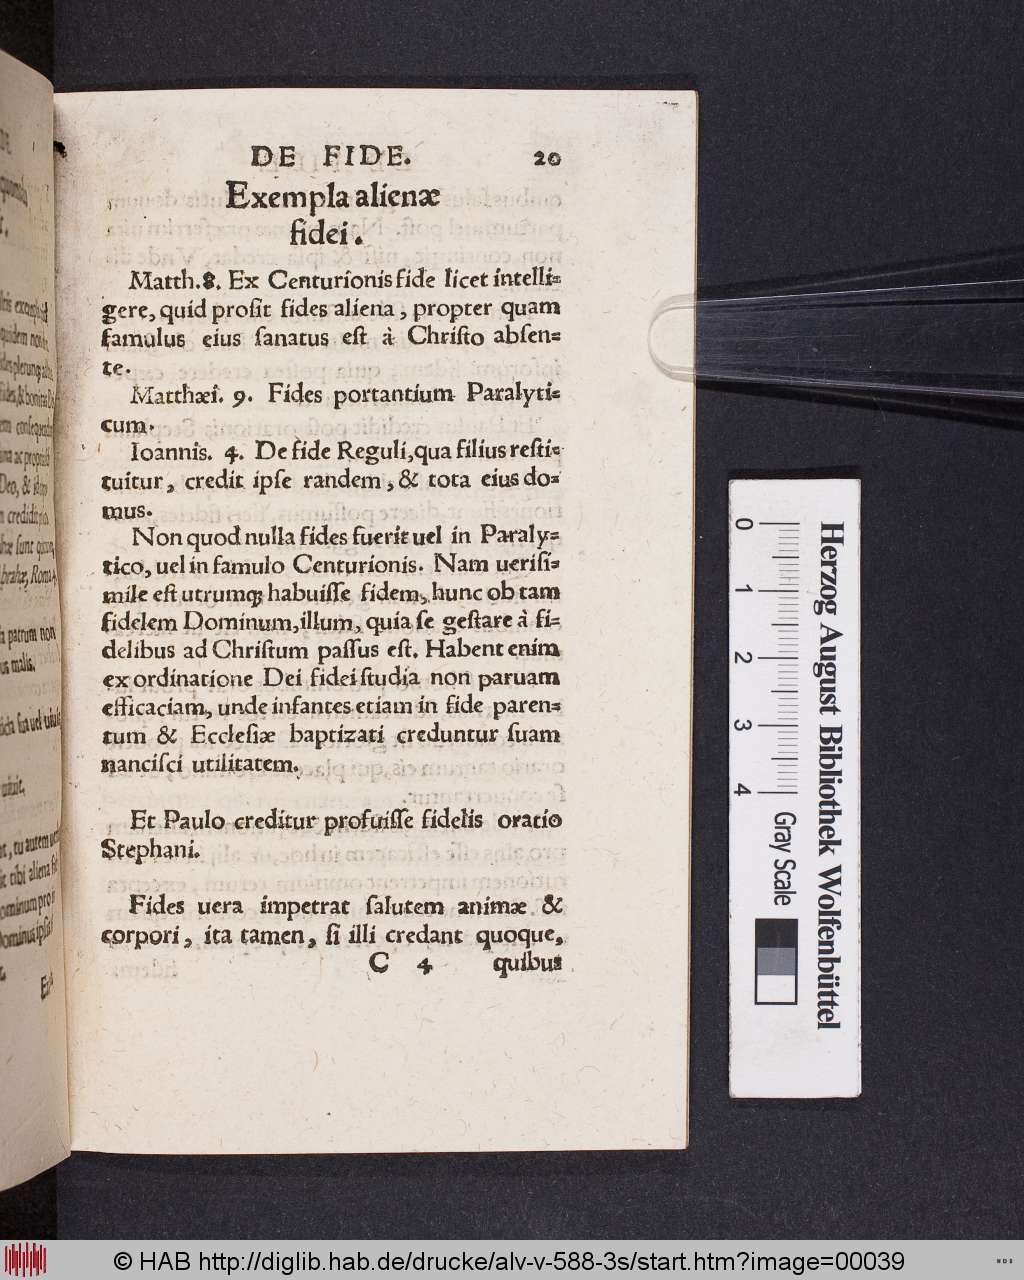 DE FIDE. 20
Exempla alienæ
fidei.
Matth.8. Ex Centurionis fide licet intelli=
gere, quid profit fides aliena, propter quam
famulus eius ſanatus eſt à Chriſto abſen=
te.
Matthæi. 9. Fides portantium Paralyti=
cum.
Ioannis. 4. De fide Reguli, qua filius reſti=
tuitur, credit ipſe tandem, & tota eius do=
mus.
Non quod nulla fides fuerit uel in Paraly=
tico, uel in famulo Centurionis. Nam ueriſi=
mile eſt utrumq; habuiſſe fidem, hunc ob tam
fidelem Dominum, illum, quia ſe geſtare à fi=
delibus ad Chriſtum paſſus eſt. Habent enim
ex ordinatione Dei fidei ſtudia non paruam
efficaciam, unde infantes etiam in fide paren=
tum & Eccleſiæ baptizati creduntur ſuam
nanciſci utilitatem.
Et Paulo creditur profuiſſe fidelis oratio
Stephani.
Fides uera impetrat ſalutem animæ &
corpori, ita tamen, ſi illi credant quoque,
C 4 quibus
0 1 2 3 4
Gray Scale
Herzog August Bibliothek Wolfenbüttel
© HAB http://diglib.hab.de/drucke/alv-v-588-3s/start.htm?image=00039